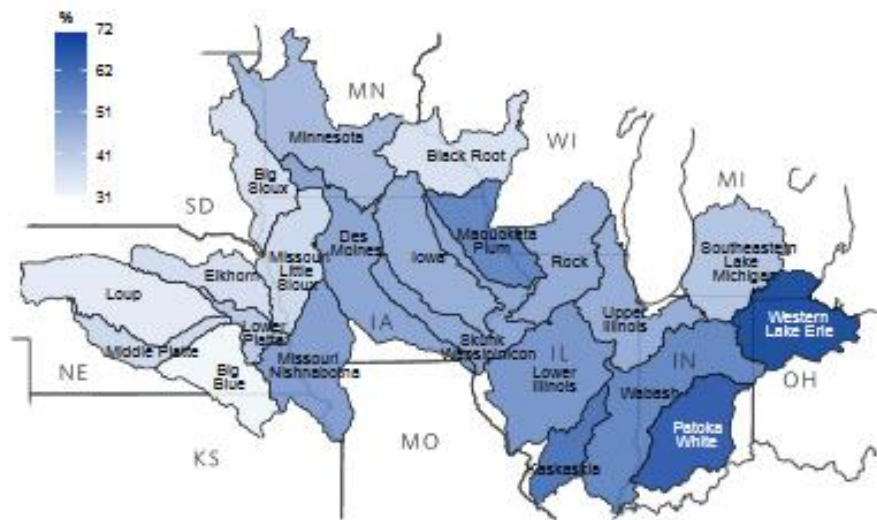 %
72
62
51
41
31
MN
WI
MI
SD
NE
KS
IA
MO
IL
IN
OH
Minnesota
Black Root
Big
Sioux
Missouri
Little
Sioux
Des
Moines
Iowa
Maquoketa
Plum
Rock
Southeastern
Lake
Michigan
Elkhorn
Loup
Lower
Platte
Middle Platte
Big
Blue
Missouri
Nishnabotna
Skunk
Wapsipinicon
Upper
Illinois
Lower
Illinois
Western
Lake Erie
Wabash
Patoka
White
Kaskaskia